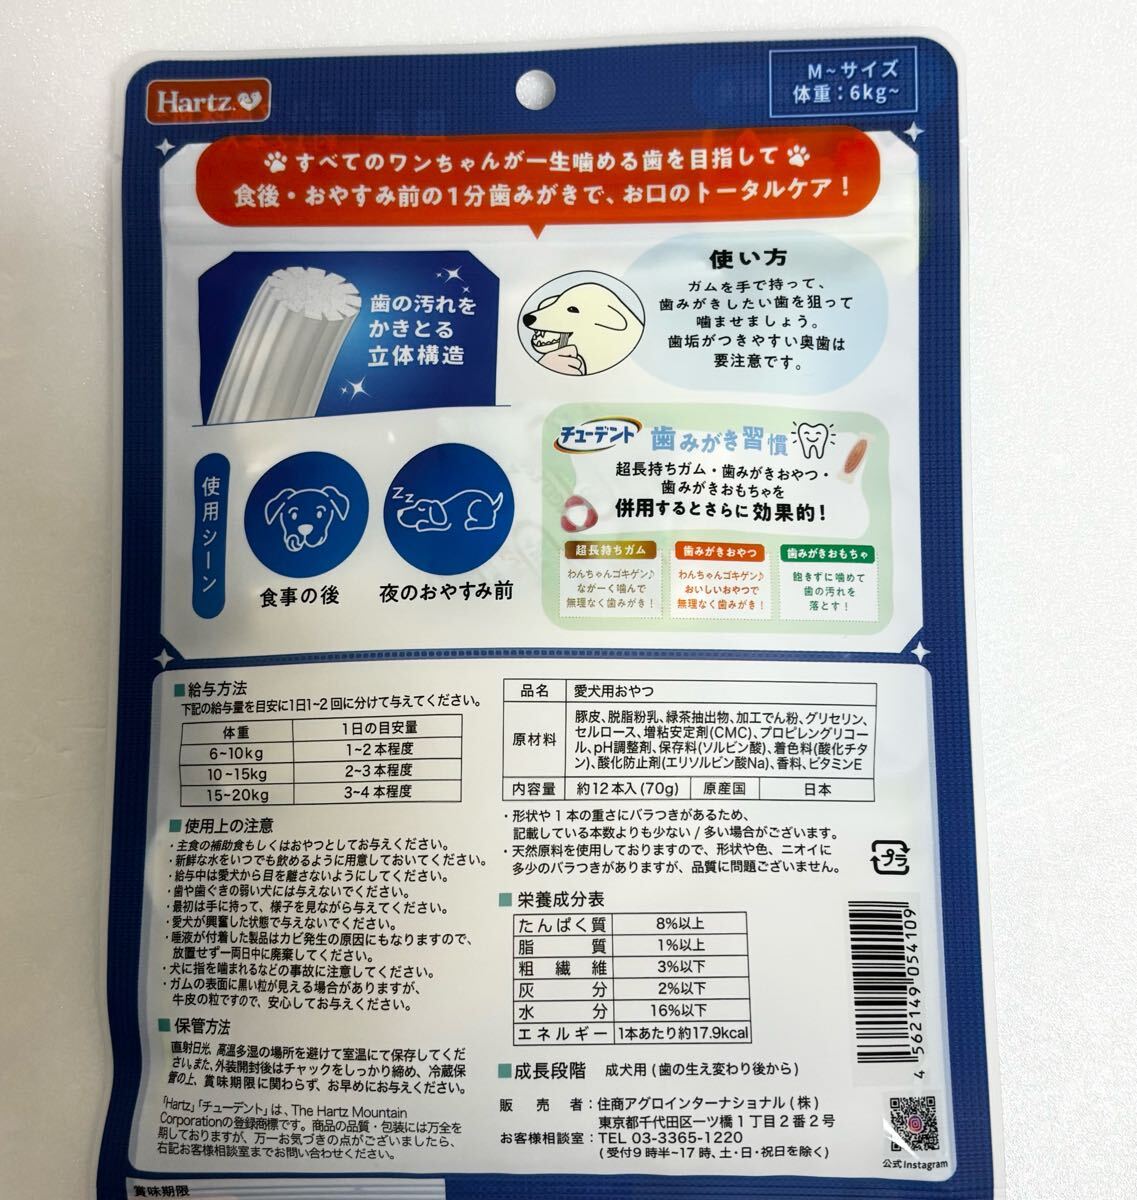 Hartz.
M~サイズ
体重：6kg~
すべてのワンちゃんが一生噛める歯を目指して
食後・おやすみ前の1分歯みがきで、お口のトータルケア！
歯の汚れを
かきとる
立体構造
使い方
ガムを手で持って、
歯みがきしたい歯を狙って
噛ませましょう。
歯垢がつきやすい奥歯は
要注意です。
使用シーン
食事の後
zzz
夜のおやすみ前
チューデント 歯みがき習慣
超長持ちガム・歯みがきおやつ・
歯みがきおもちゃを
併用するとさらに効果的！
超長持ちガム
わんちゃんゴキゲン♪
ながーく噛んで
無理なく歯みがき！
歯みがきおやつ
わんちゃんゴキゲン♪
おいしいおやつで
無理なく歯みがき！
歯みがきおもちゃ
飽きずに噛めて
歯の汚れを
落とす！
■給与方法
下記の給与量を目安に1日1~2回に分けて与えてください。
体重 1日の目安量
6~10kg 1~2本程度
10~15kg 2~3本程度
15~20kg 3~4本程度
■使用上の注意
・主食の補助食もしくはおやつとしてお与えください。
・新鮮な水をいつでも飲めるように用意しておいてください。
・給与中は愛犬から目を離さないようにしてください。
・歯や歯ぐきの弱い犬には与えないでください。
・最初は手に持って、様子を見ながら与えてください。
・愛犬が興奮した状態で与えないでください。
・唾液が付着した製品はカビ発生の原因にもなりますので、
放置せず一両日中に廃棄してください。
・犬に指を噛まれるなどの事故に注意してください。
・ガムの表面に黒い粒が見える場合がありますが、
牛皮の粒ですので、安心してお与えください。
■保管方法
直射日光、高温多湿の場所を避けて室温にて保存してくだ
さい。また、外装開封後はチャックをしっかり締め、冷蔵保
管の上、賞味期限に関わらず、お早めにお与えください。
「Hartz」「チューデント」は、The Hartz Mountain
Corporationの登録商標です。商品の品質・包装には万全を
期しておりますが、万一お気づきの点がございましたら、
右記お客様相談室までお問い合わせください。
賞味期限
品名 愛犬用おやつ
原材料 豚皮、脱脂粉乳、緑茶抽出物、加工でん粉、グリセリン、
セルロース、増粘安定剤(CMC)、プロピレングリコー
ル、pH調整剤、保存料(ソルビン酸)、着色料(酸化チタ
ン)、酸化防止剤(エリソルビン酸Na)、香料、ビタミンE
内容量 約12本入(70g) 原産国 日本
・形状や1本の重さにバラつきがあるため、
記載している本数よりも少ない/多い場合がございます。
・天然原料を使用しておりますので、形状や色、ニオイに
多少のバラつきがありますが、品質に問題ございません。
プラ
■栄養成分表
たんぱく質 8%以上
脂質 1%以上
粗繊維 3%以下
灰分 2%以下
水分 16%以下
エネルギー 1本あたり約17.9kcal
■成長段階 成犬用(歯の生え変わり後から)
販売者：住商アグロインターナショナル(株)
東京都千代田区一ツ橋1丁目2番2号
お客様相談室：TEL 03-3365-1220
(受付9時半~17時、土・日・祝日を除く)
4 562149 054109
公式Instagram